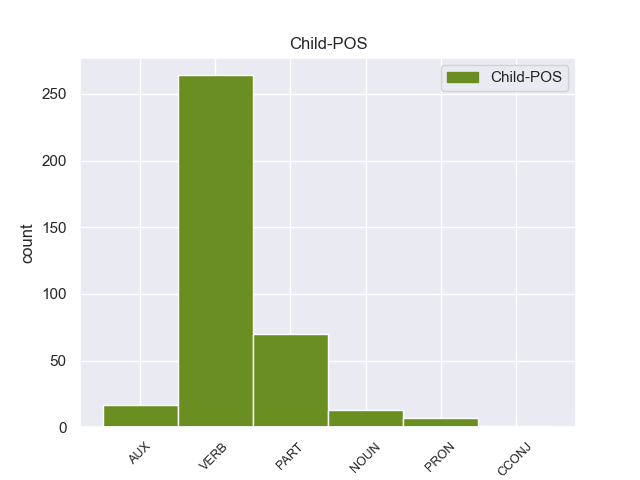 Child-POS
Child-POS
250
200
150
100
50
0
count
AUX
VERB
PART
NOUN
PRON
CCONJ